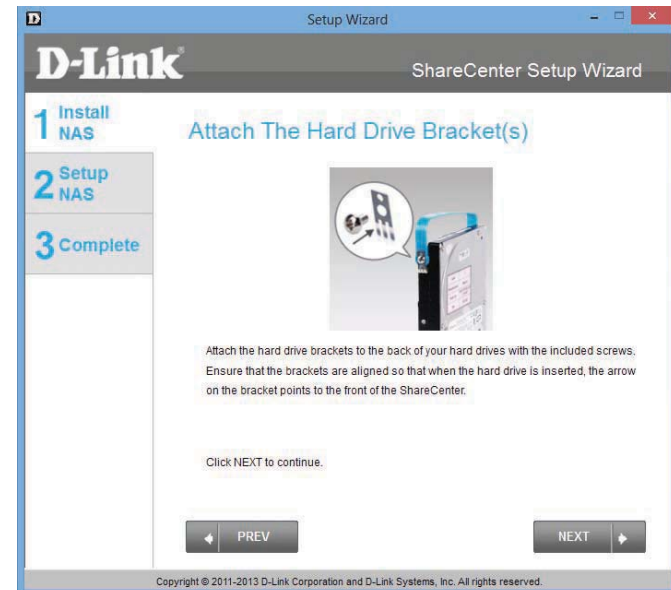 D Setup Wizard
D-Link
ShareCenter Setup Wizard
1 Install
NAS
2 Setup
NAS
3 Complete
Attach The Hard Drive Bracket(s)
Attach the hard drive brackets to the back of your hard drives with the included screws.
Ensure that the brackets are aligned so that when the hard drive is inserted, the arrow
on the bracket points to the front of the ShareCenter.
Click NEXT to continue.
PREV
NEXT
Copyright © 2011-2013 D-Link Corporation and D-Link Systems, Inc. All rights reserved.